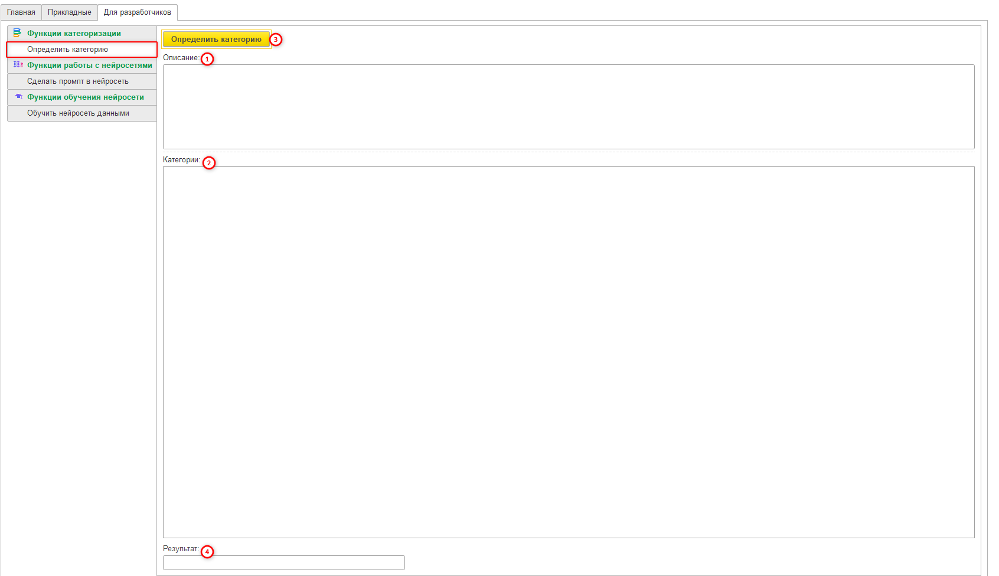 Главная Прикладные Для разработчиков
Функции категоризации
Определить категорию
Функции работы с нейросетями
Сделать промпт в нейросеть
Функции обучения нейросети
Обучить нейросеть данными
Определить категорию 3
Описание: 1
Категории: 2
Результат: 4